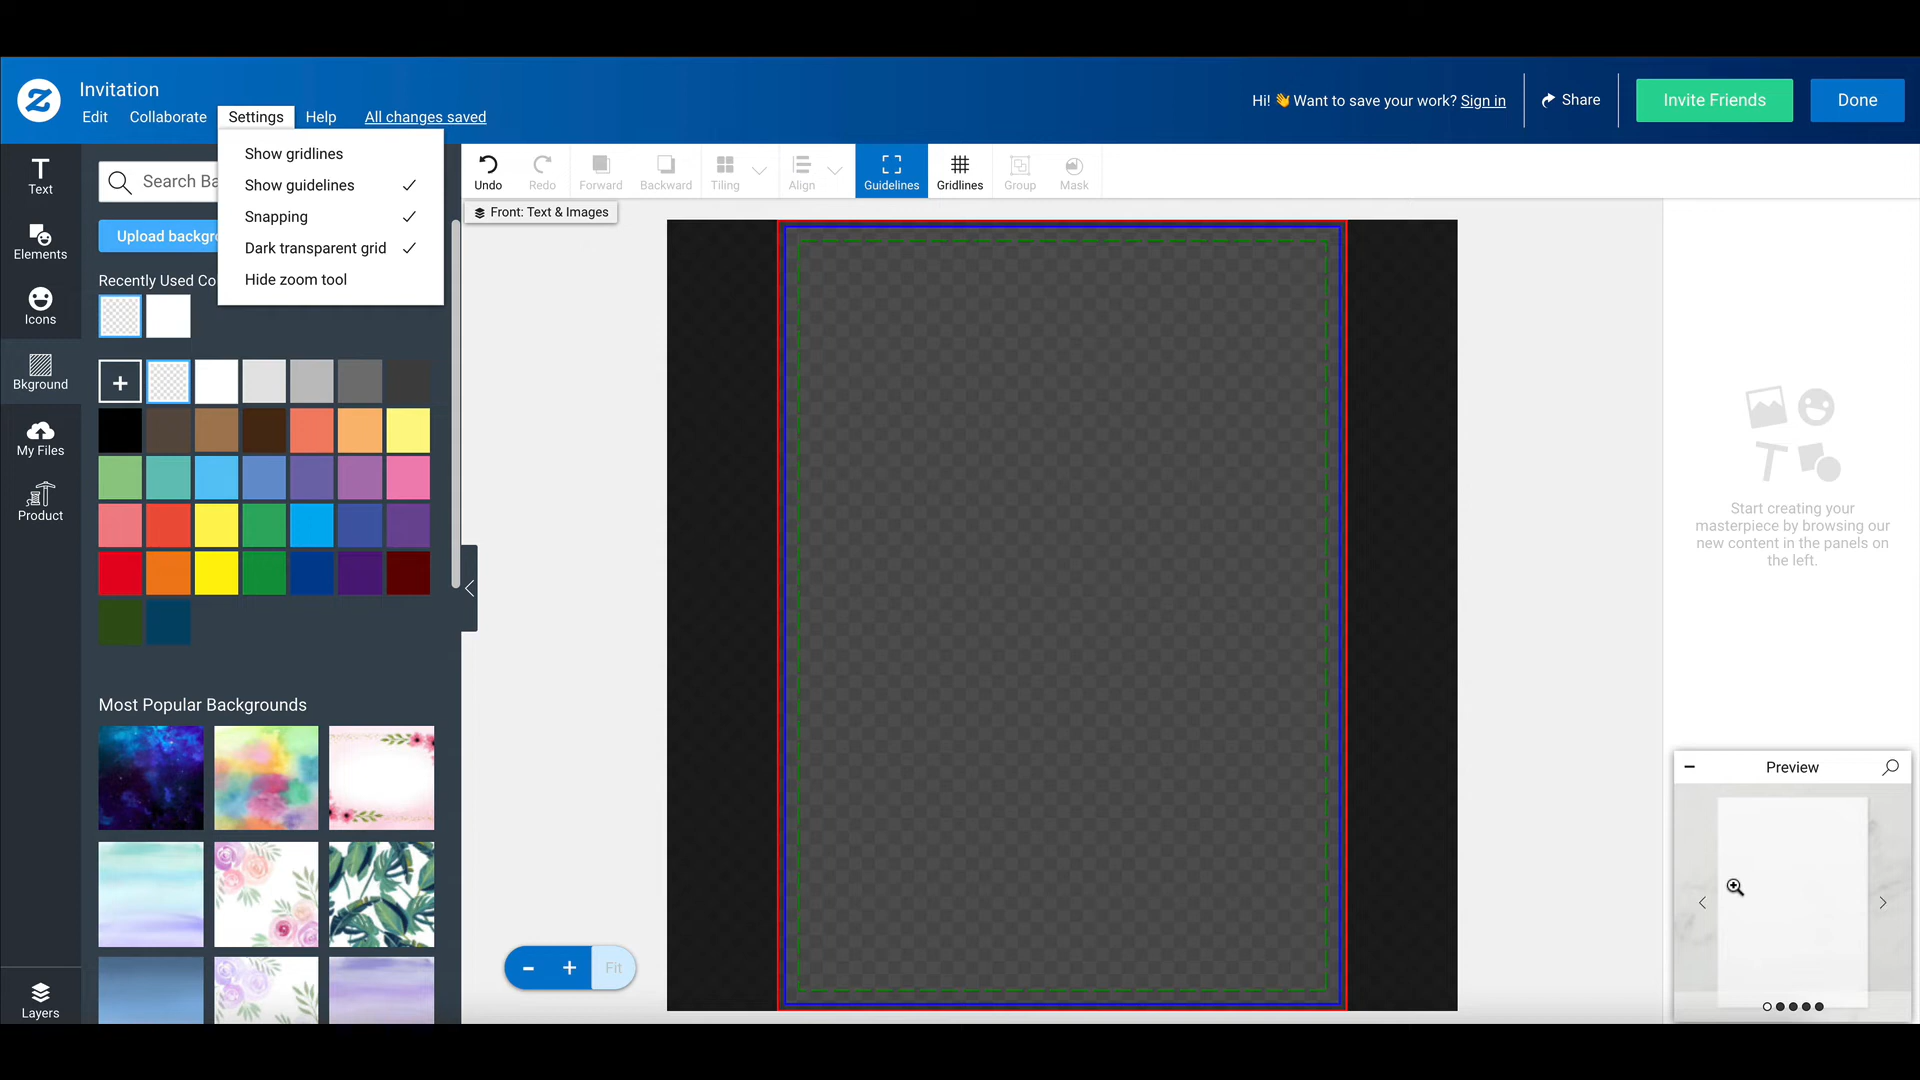 Invitation
Edit Collaborate Settings Help All changes saved
Hi! 👋 Want to save your work? Sign in
Share
Invite Friends
Done
Show gridlines
Show guidelines
Snapping
Dark transparent grid
Hide zoom tool
Text
Elements
Icons
Bkground
My Files
Product
Layers
Search Ba
Upload backgro
Recently Used Co
Most Popular Backgrounds
Undo Redo Forward Backward Tiling Align Guidelines Gridlines Group Mask
Front: Text & Images
Fit
Start creating your
masterpiece by browsing our
new content in the panels on
the left.
Preview